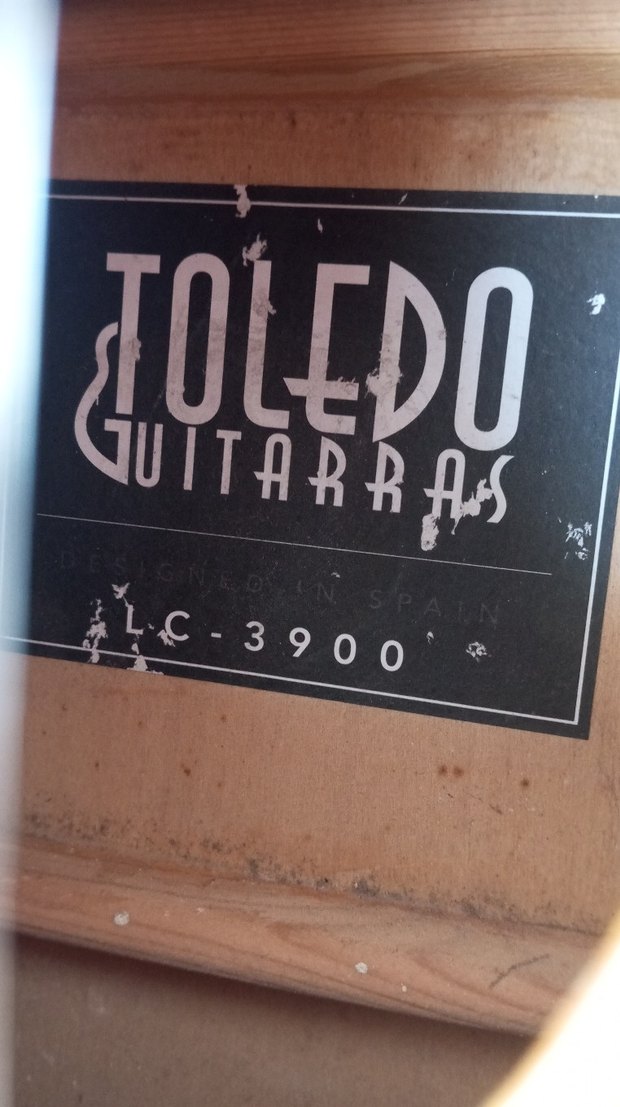 TOLEDO
GUITARRAS
DESIGNED IN SPAIN
LC-3900